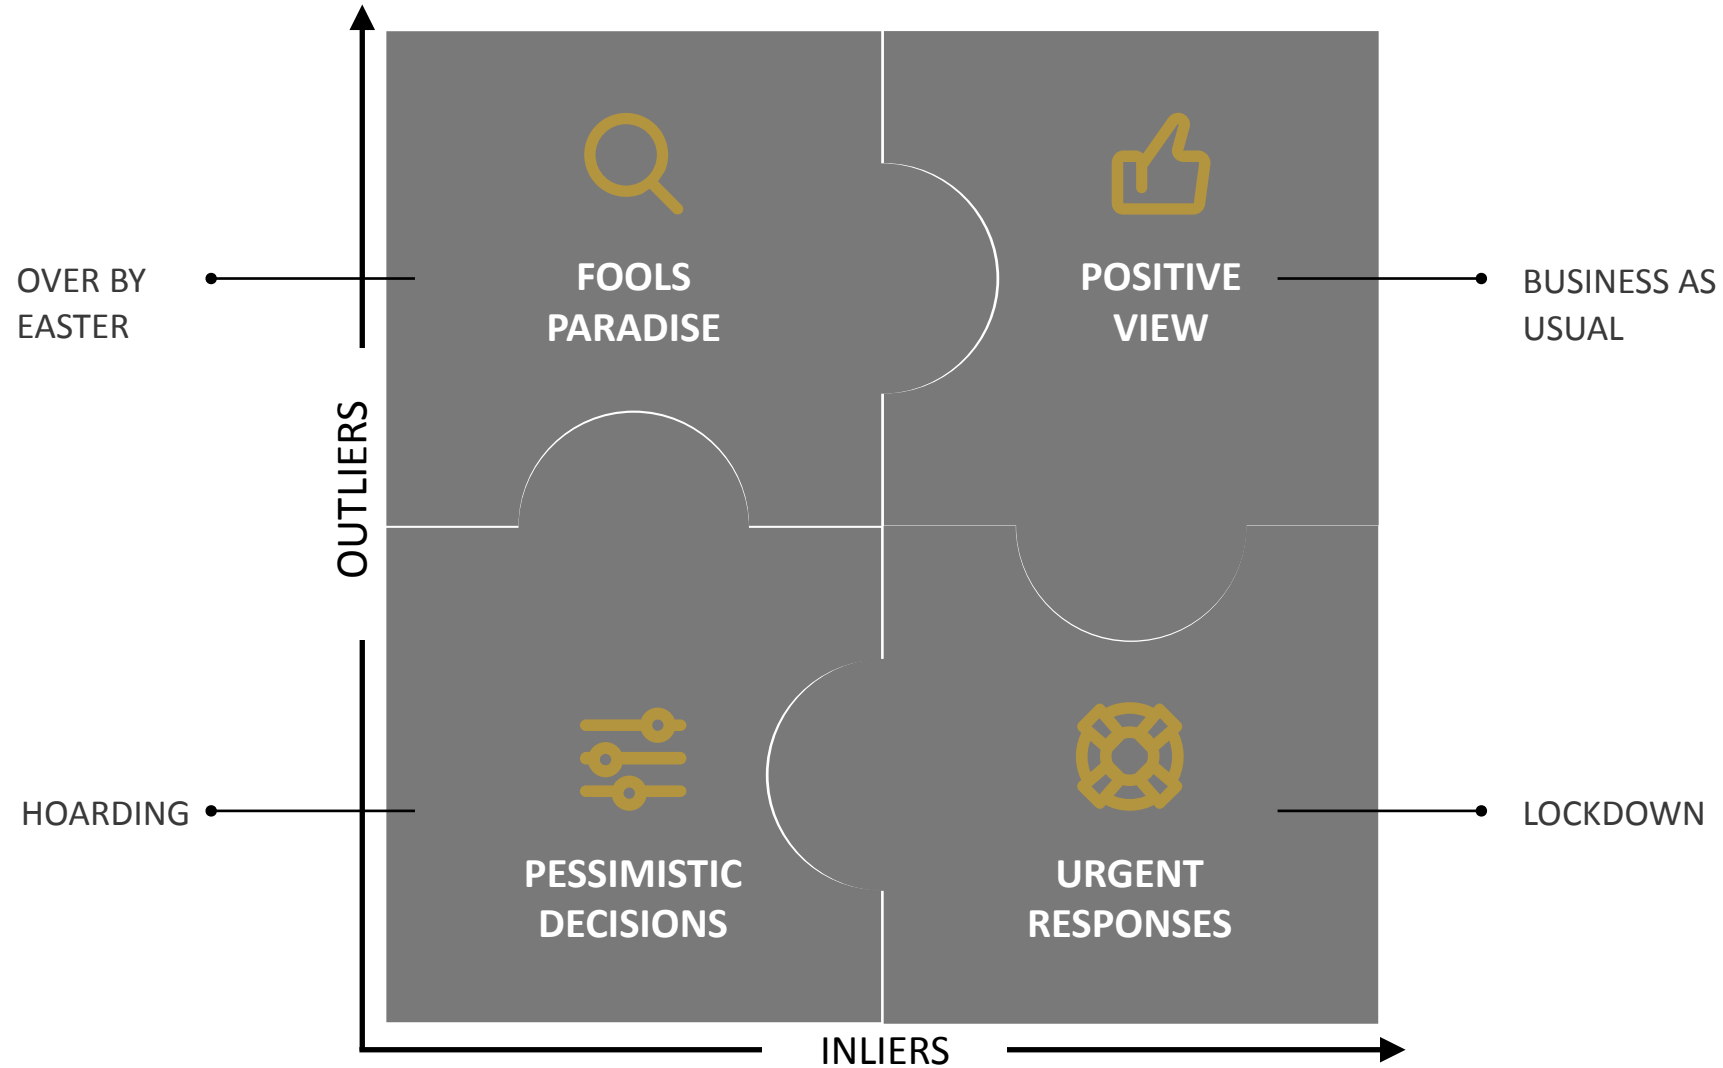 OVER BY
EASTER
FOOLS
PARADISE
POSITIVE
VIEW
BUSINESS AS
USUAL
OUTLIERS
HOARDING
PESSIMISTIC
DECISIONS
URGENT
RESPONSES
LOCKDOWN
INLIERS